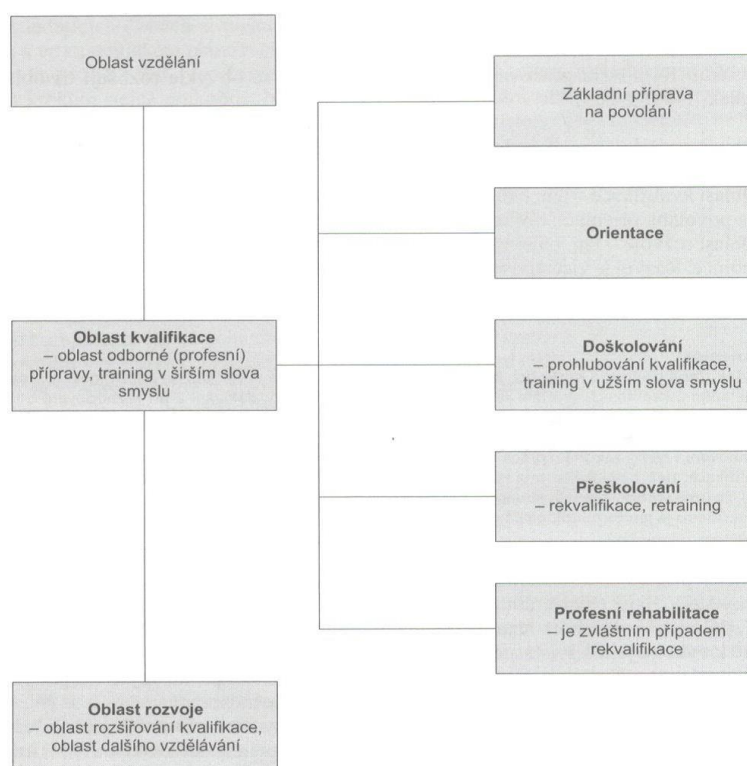 Oblast vzdělání
Základní příprava
na povolání
Orientace
Oblast kvalifikace
– oblast odborné (profesní)
přípravy, training v širším slova
smyslu
Doškolování
– prohlubování kvalifikace,
training v užším slova smyslu
Přeškolování
– rekvalifikace, retraining
Profesní rehabilitace
– je zvláštním případem
rekvalifikace
Oblast rozvoje
– oblast rozšiřování kvalifikace,
oblast dalšího vzdělávání